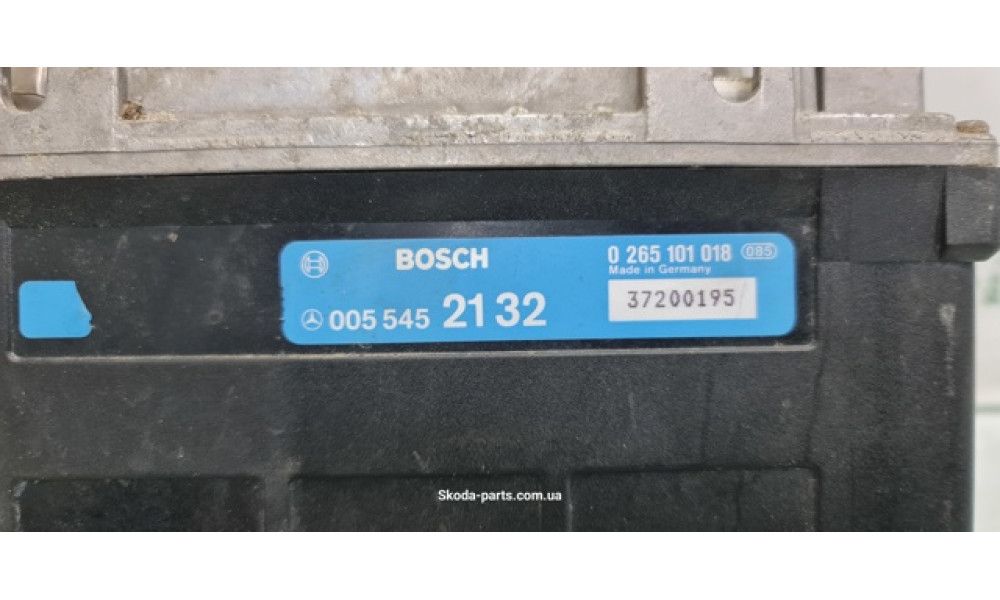 BOSCH
0 265 101 018 085
Made in Germany
005 545 21 32
37200195
Skoda-parts.com.ua